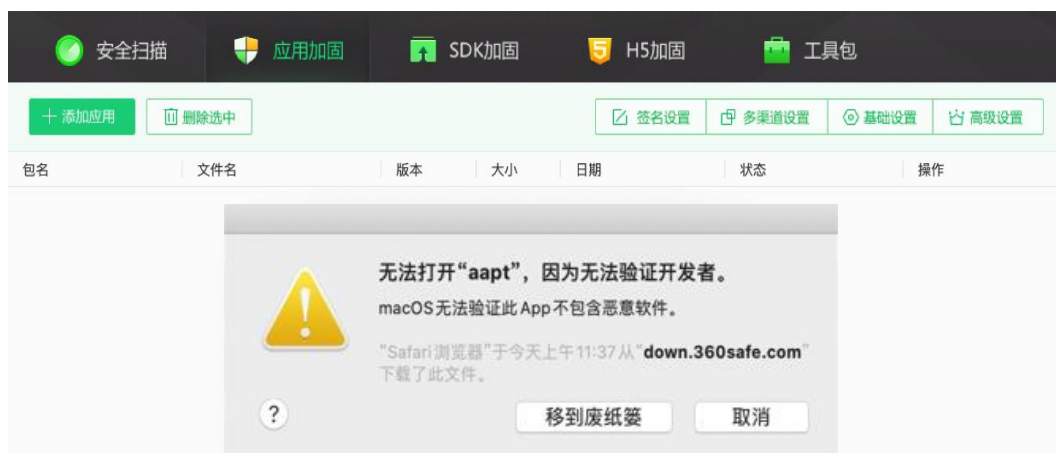 安全扫描 应用加固 SDK加固 5 H5加固 工具包
添加应用 删除选中 签名设置 多渠道设置 基础设置 高级设置
包名 文件名 版本 大小 日期 状态 操作
无法打开“aapt”，因为无法验证开发者。
macOS无法验证此App不包含恶意软件。
“Safari浏览器”于今天上午11:37从“down.360safe.com”
下载了此文件。
? 移到废纸篓 取消